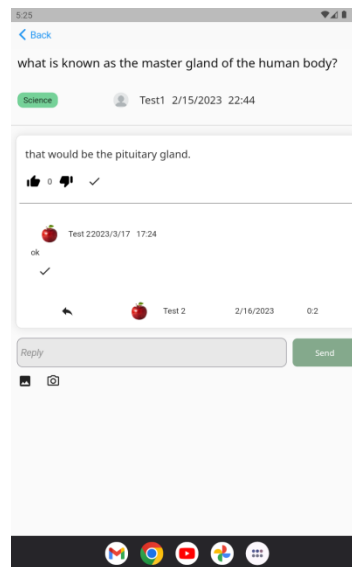 5:25
Back
what is known as the master gland of the human body?
Science Test1 2/15/2023 22:44
that would be the pituitary gland.
0
Test 22023/3/17 17:24
ok
Test 2 2/16/2023 0:2
Reply Send